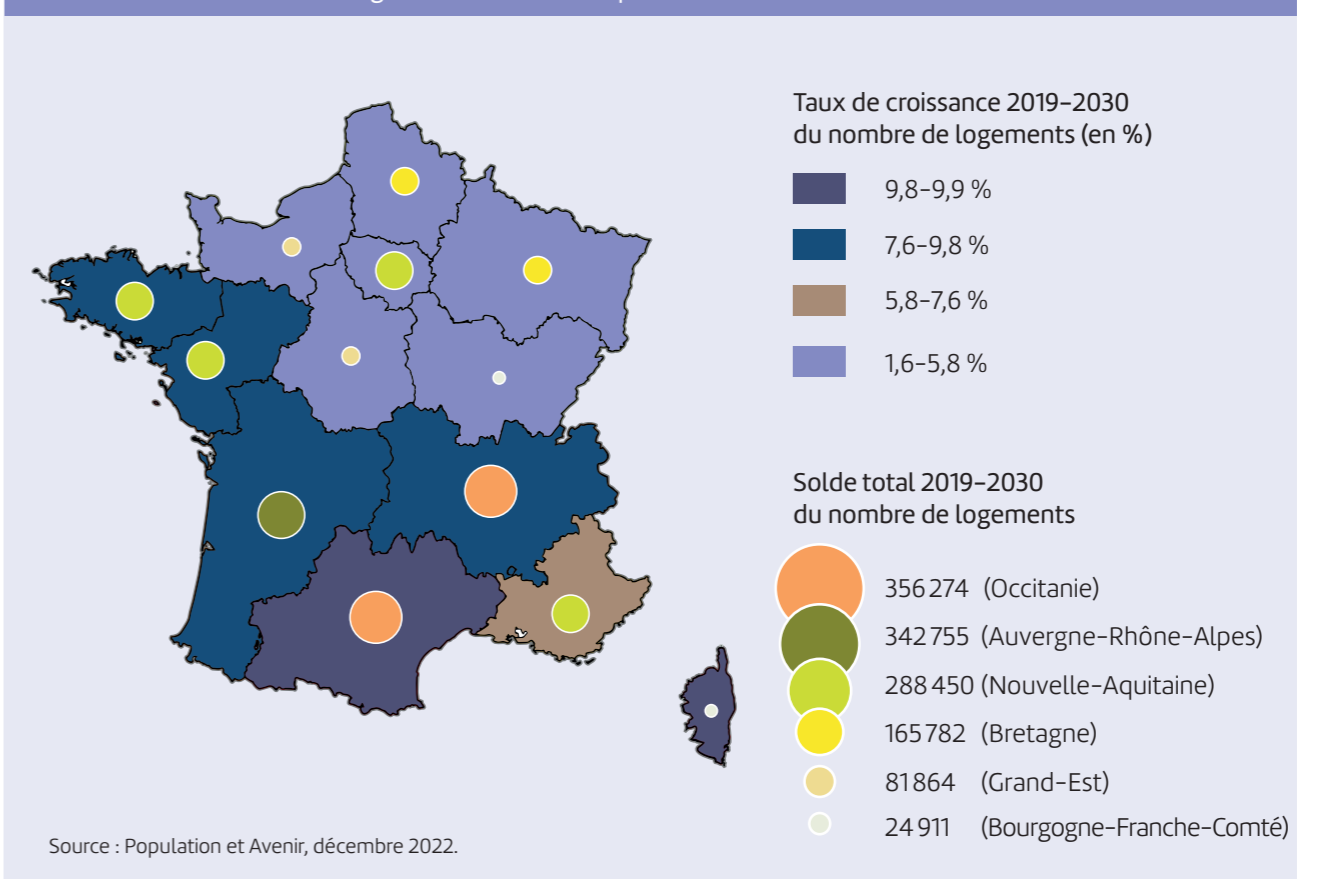 Taux de croissance 2019–2030
du nombre de logements (en %)
9,8–9,9 %
7,6–9,8 %
5,8–7,6 %
1,6–5,8 %
Solde total 2019–2030
du nombre de logements
356 274 (Occitanie)
342 755 (Auvergne-Rhône-Alpes)
288 450 (Nouvelle-Aquitaine)
165 782 (Bretagne)
81 864 (Grand-Est)
24 911 (Bourgogne-Franche-Comté)
Source : Population et Avenir, décembre 2022.